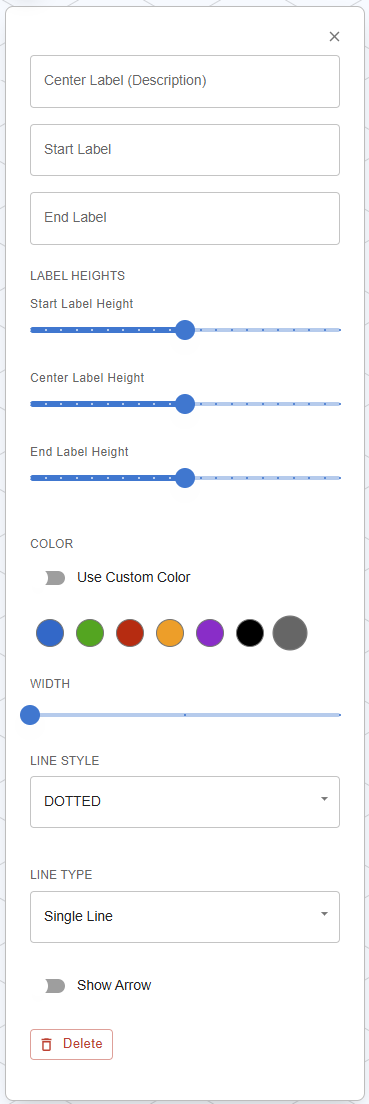 Center Label (Description)
Start Label
End Label
LABEL HEIGHTS
Start Label Height
Center Label Height
End Label Height
COLOR
Use Custom Color
WIDTH
LINE STYLE
DOTTED
LINE TYPE
Single Line
Show Arrow
Delete